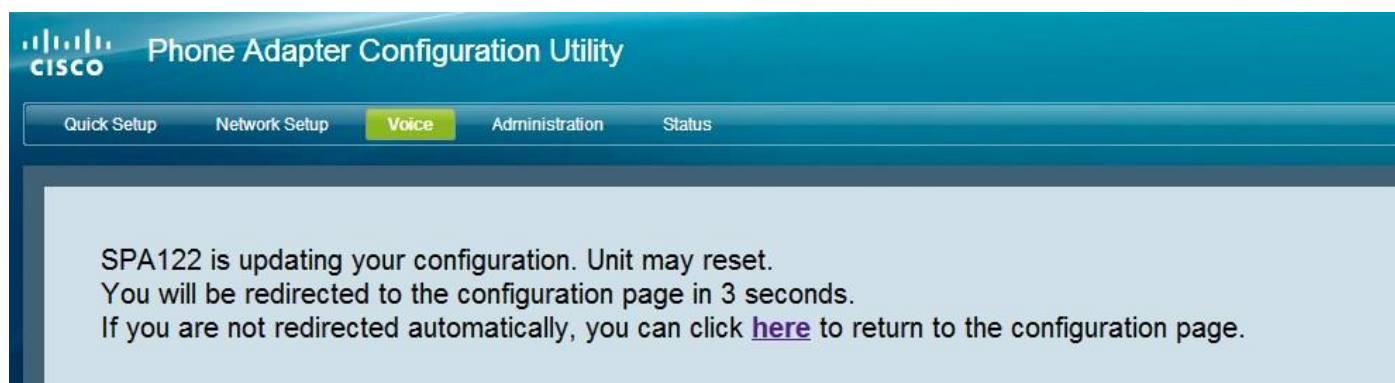 CISCO
Phone Adapter Configuration Utility
Quick Setup Network Setup Voice Administration Status
SPA122 is updating your configuration. Unit may reset.
You will be redirected to the configuration page in 3 seconds.
If you are not redirected automatically, you can click here to return to the configuration page.